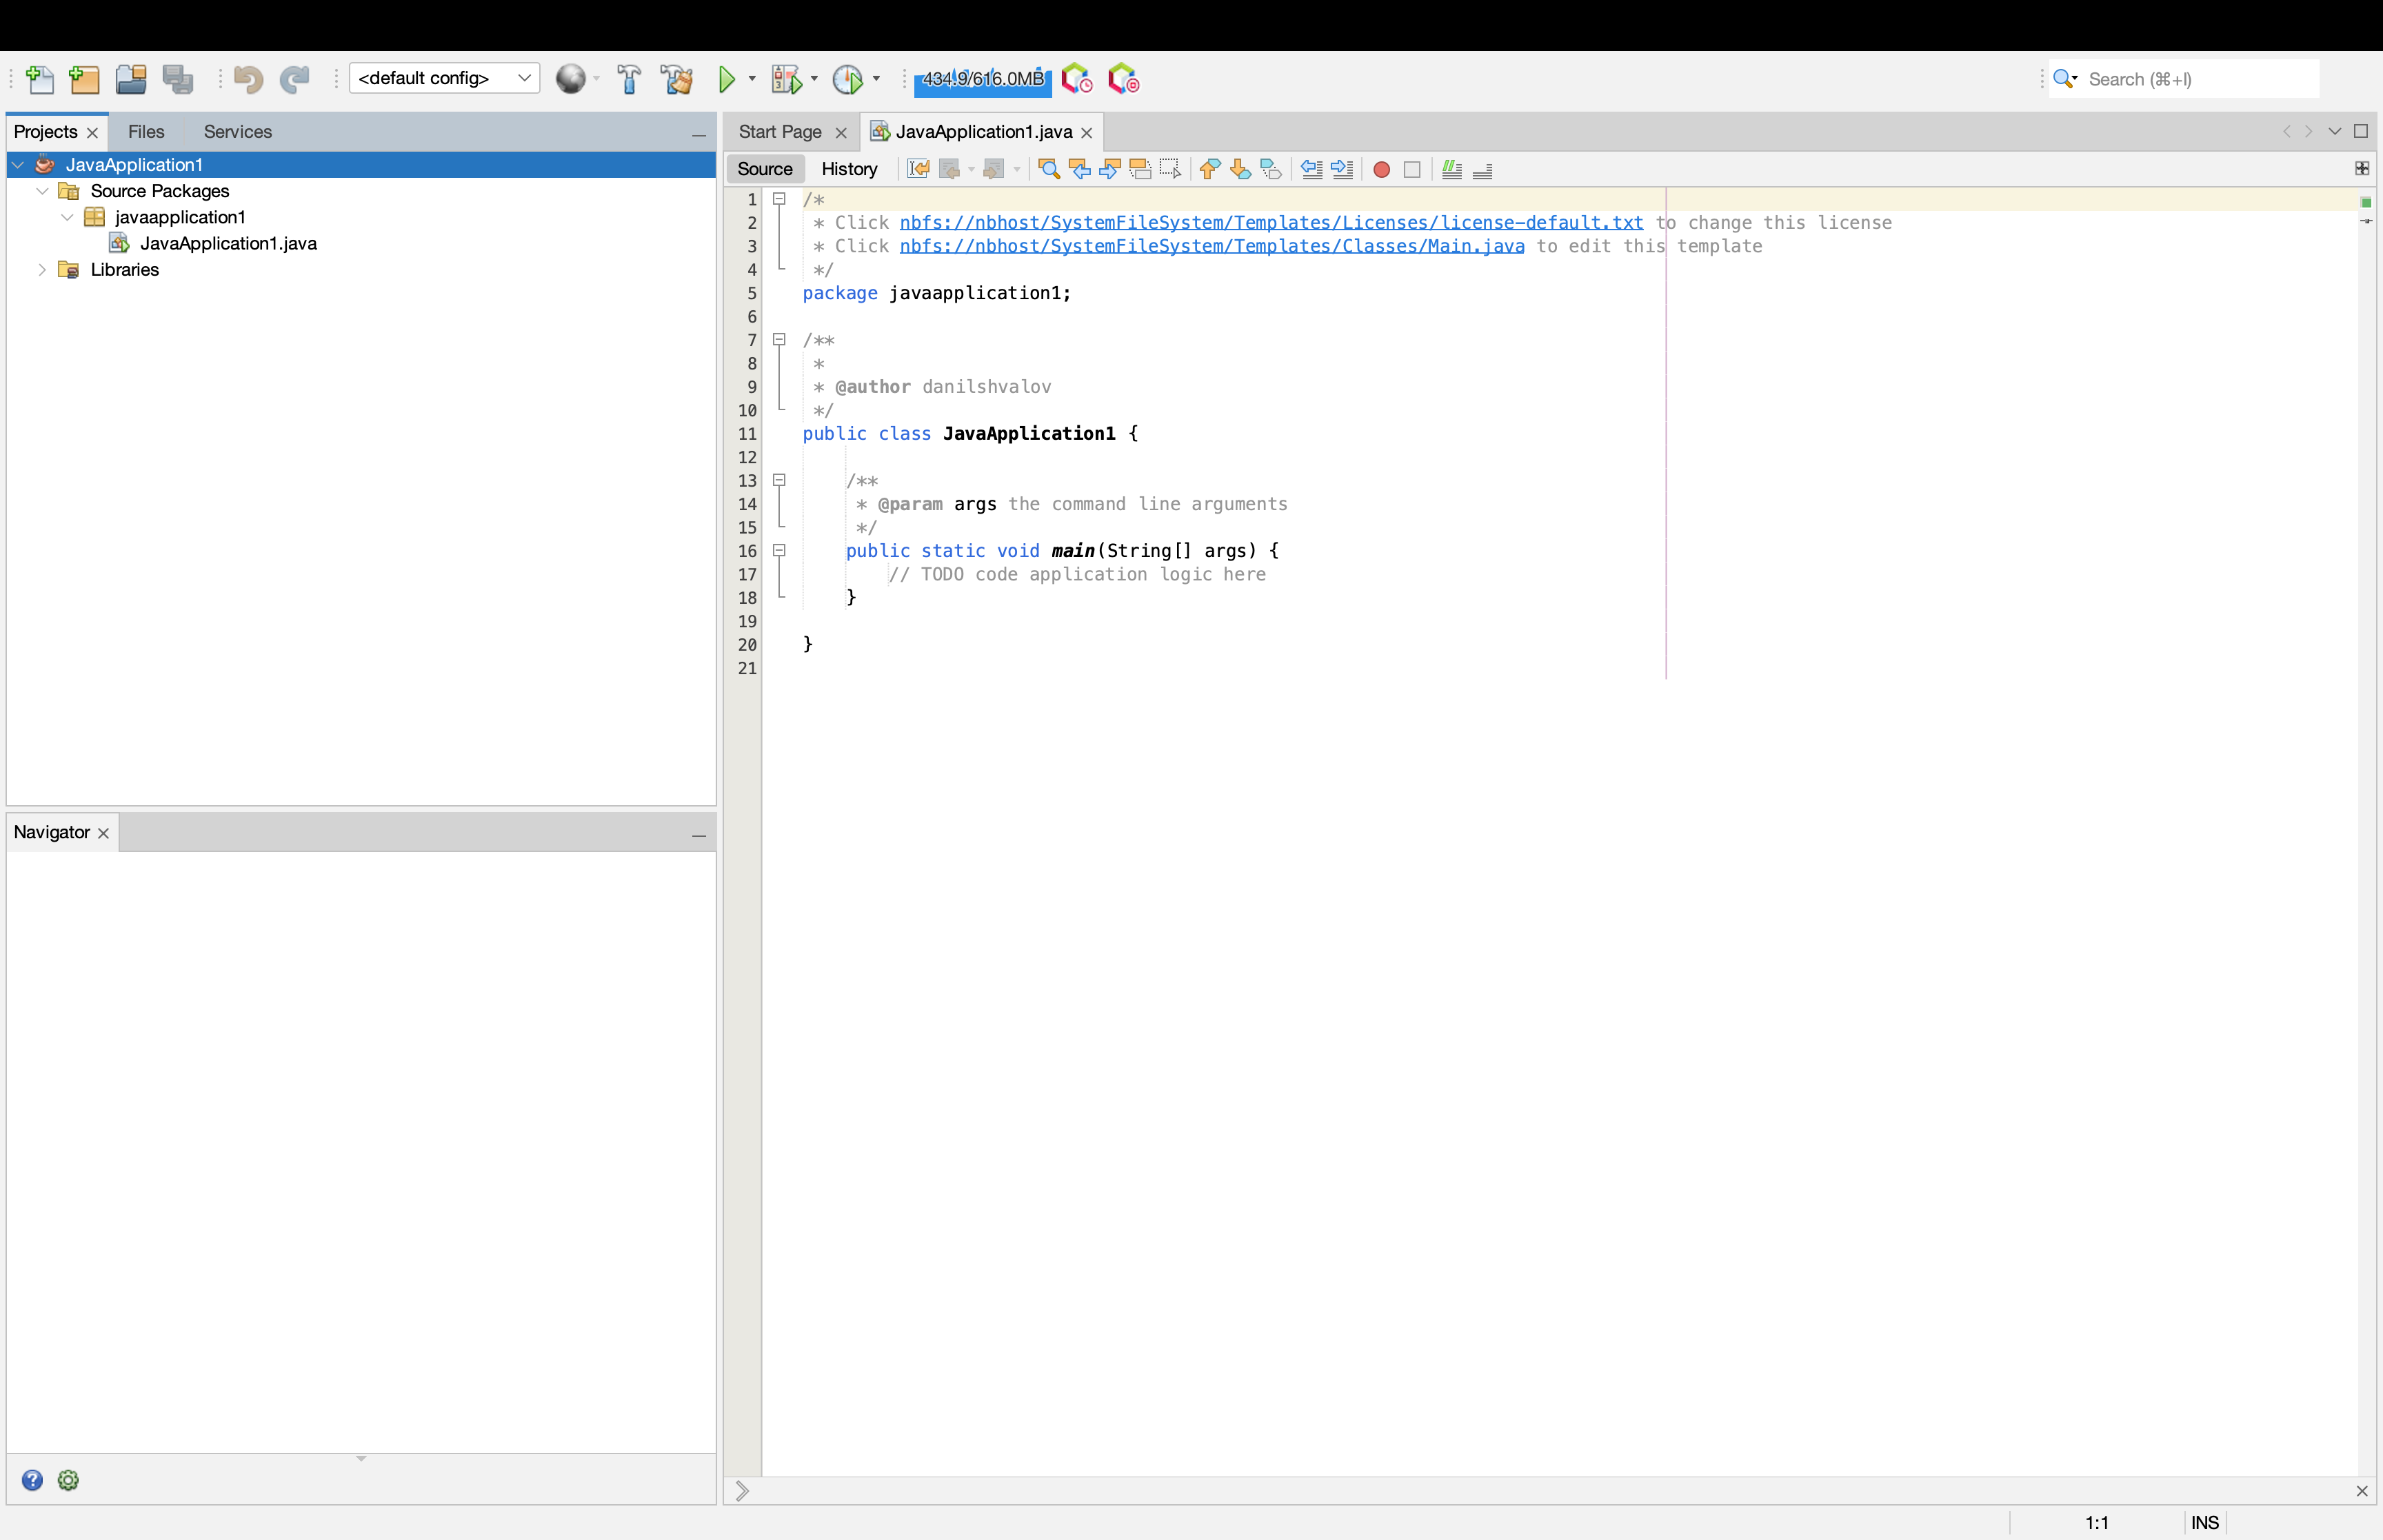 <default config>
434.9/616.0MB
Search (⌘+I)
Projects
Files
Services
JavaApplication1
Source Packages
javaapplication1
JavaApplication1.java
Libraries
Navigator
Start Page
JavaApplication1.java
Source
History
1 /*
2 * Click nbfs://nbhost/SystemFileSystem/Templates/Licenses/license-default.txt to change this license
3 * Click nbfs://nbhost/SystemFileSystem/Templates/Classes/Main.java to edit this template
4 */
5 package javaapplication1;
6
7 /**
8 *
9 * @author danilshvalov
10 */
11 public class JavaApplication1 {
12
13 /**
14 * @param args the command line arguments
15 */
16 public static void main(String[] args) {
17 // TODO code application logic here
18 }
19
20 }
21
1:1
INS